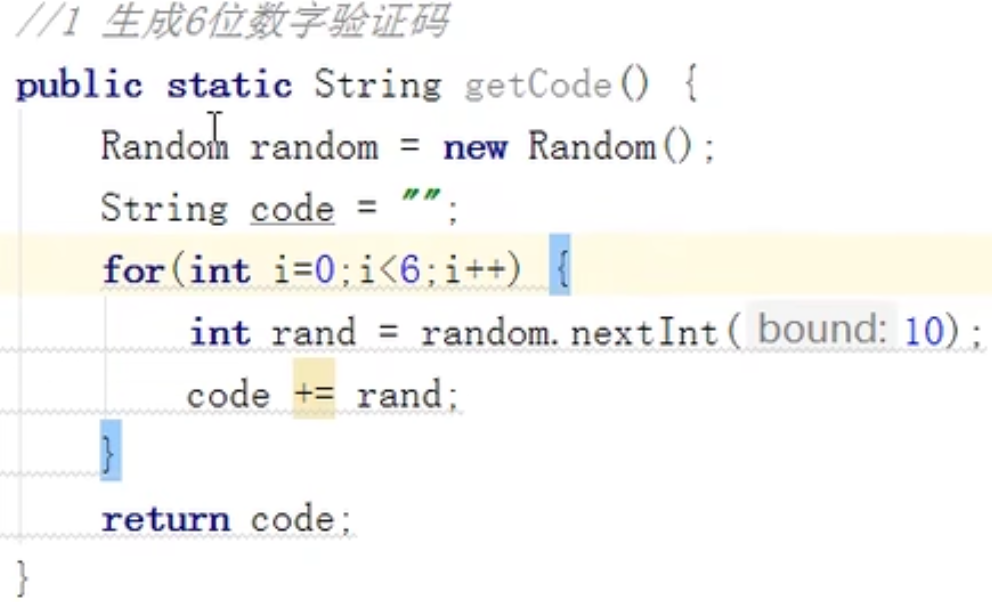 //1 生成6位数字验证码
public static String getCode() {
Random random = new Random();
String code = "";
for(int i=0;i<6;i++) {
int rand = random.nextInt( bound: 10);
code += rand;
}
return code;
}